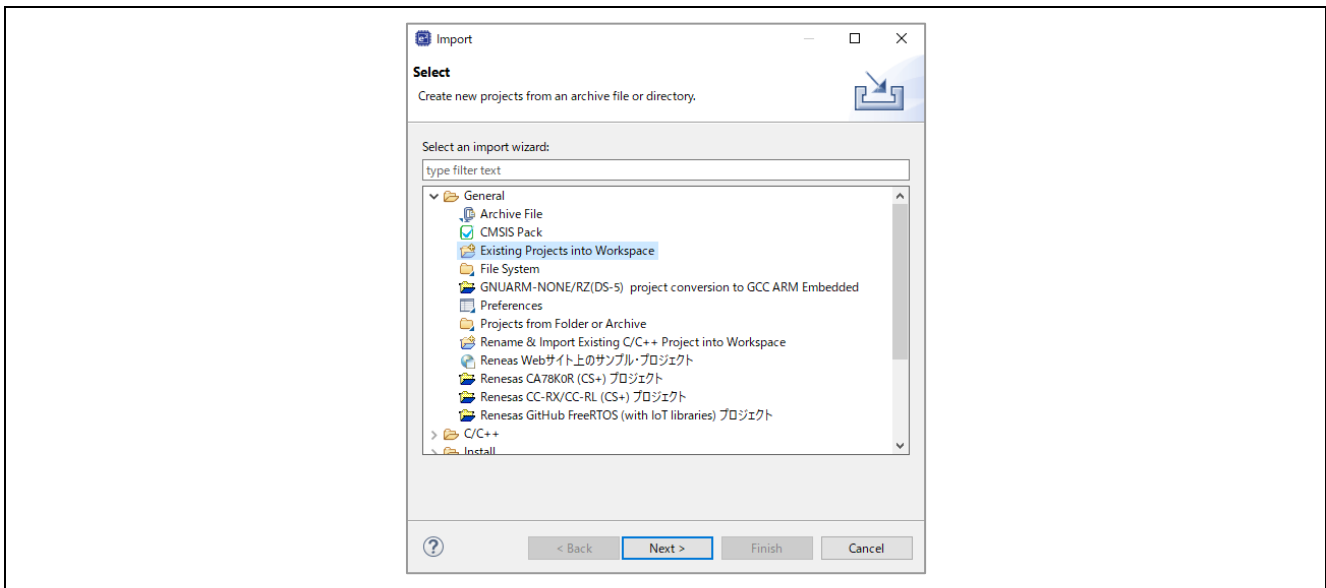 Import
Select
Create new projects from an archive file or directory.
Select an import wizard:
type filter text
General
Archive File
CMSIS Pack
Existing Projects into Workspace
File System
GNUARM-NONE/RZ(DS-5) project conversion to GCC ARM Embedded
Preferences
Projects from Folder or Archive
Rename & Import Existing C/C++ Project into Workspace
Reneas Webサイト上のサンプル・プロジェクト
Renesas CA78K0R (CS+) プロジェクト
Renesas CC-RX/CC-RL (CS+) プロジェクト
Renesas GitHub FreeRTOS (with IoT libraries) プロジェクト
C/C++
Install
< Back Next > Finish Cancel